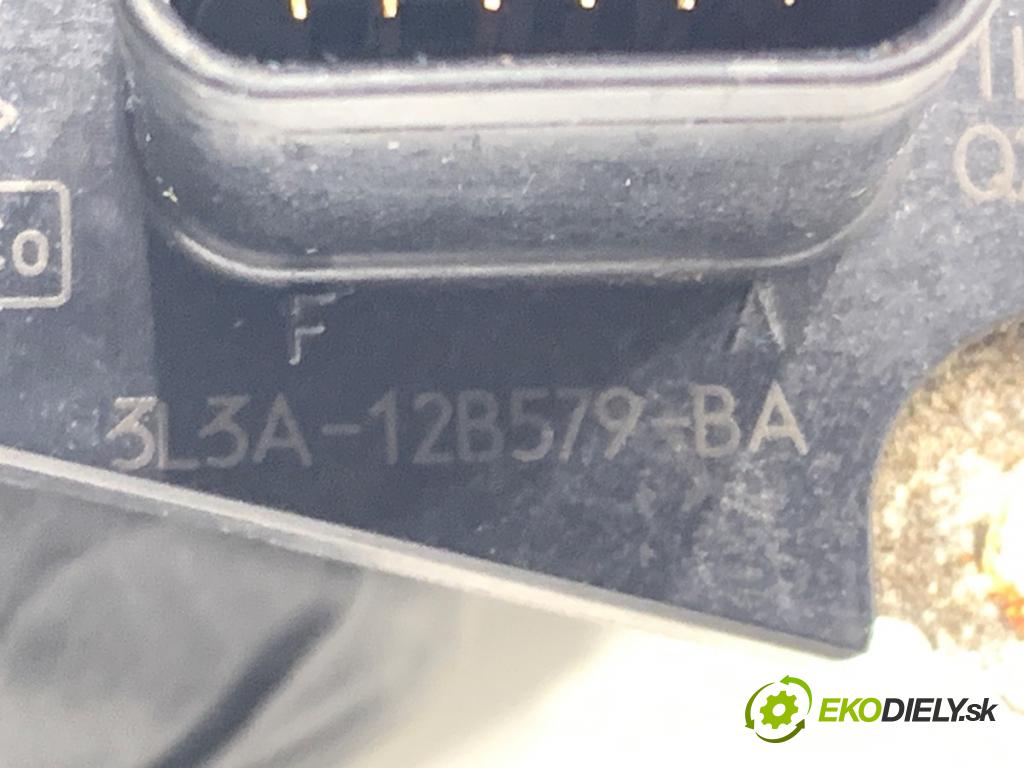 F A
3L3A-12B579-BA
EKODIELY.sk